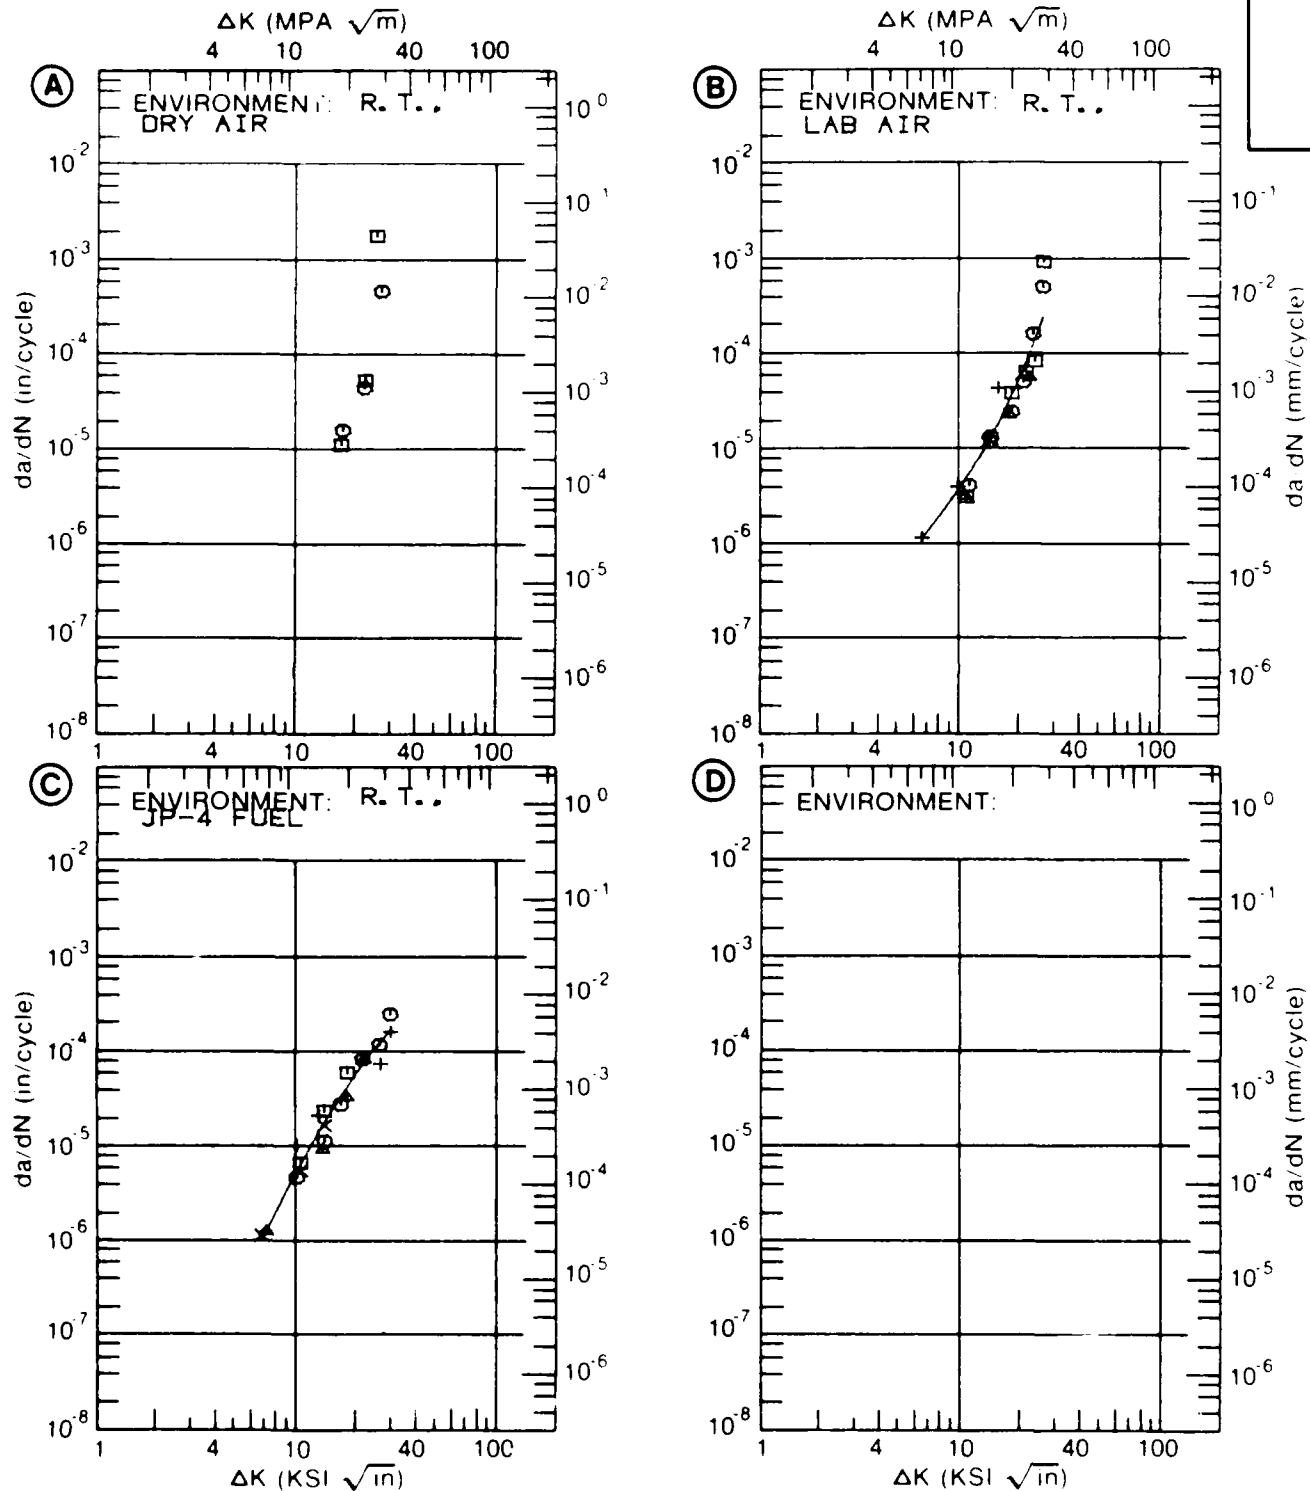 ΔK (MPA √m)
4 10 40 100
A
ENVIRONMENT: R. T.,
DRY AIR
10^0
10^-2
10^-1
10^-3
10^-2
10^-4
10^-3
10^-5
10^-4
10^-6
10^-5
10^-7
10^-6
10^-8
da/dN (in/cycle)
1 4 10 40 100
ΔK (MPA √m)
4 10 40 100
B
ENVIRONMENT: R. T.,
LAB AIR
10^-2
10^-1
10^-3
10^-2
10^-4
10^-3
10^-5
10^-4
10^-6
10^-5
10^-7
10^-6
10^-8
da dN (mm/cycle)
1 4 10 40 100
C
ENVIRONMENT: R. T.,
JP-4 FUEL
10^0
10^-2
10^-1
10^-3
10^-2
10^-4
10^-3
10^-5
10^-4
10^-6
10^-5
10^-7
10^-6
10^-8
da/dN (in/cycle)
1 4 10 40 100
ΔK (KSI √in)
D
ENVIRONMENT:
10^0
10^-2
10^-1
10^-3
10^-2
10^-4
10^-3
10^-5
10^-4
10^-6
10^-5
10^-7
10^-6
10^-8
da/dN (mm/cycle)
1 4 10 40 100
ΔK (KSI √in)